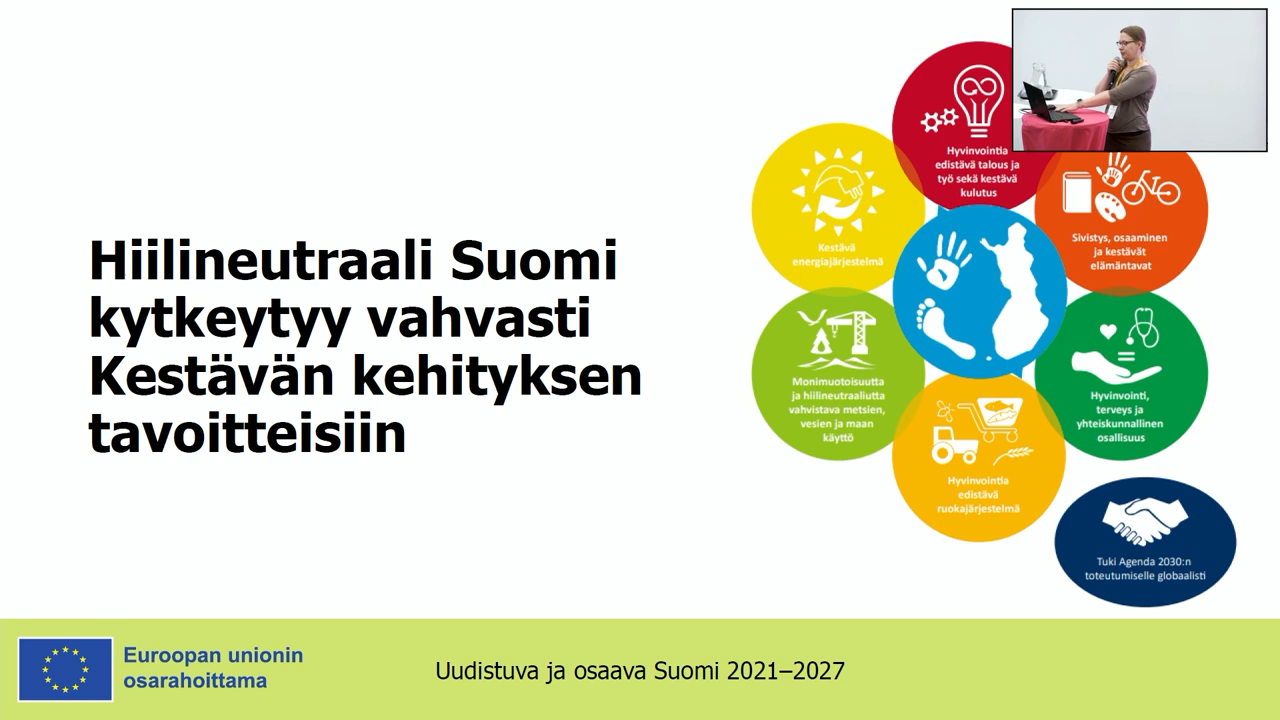 Hiilineutraali Suomi
kytkeytyy vahvasti
Kestävän kehityksen
tavoitteisiin
Hyvinvointia
edistävä talous ja
työ sekä kestävä
kulutus
Kestävä
energiajärjestelmä
Sivistys, osaaminen
ja kestävät
elämäntavat
Monimuotoisuutta
ja hiilineutraaliutta
vahvistava metsien,
vesien ja maan
käyttö
Hyvinvointi,
terveys ja
yhteiskunnallinen
osallisuus
Hyvinvointia
edistävä
ruokajärjestelmä
Tuki Agenda 2030:n
toteutumiselle globaalisti
Euroopan unionin
osarahoittama
Uudistuva ja osaava Suomi 2021–2027